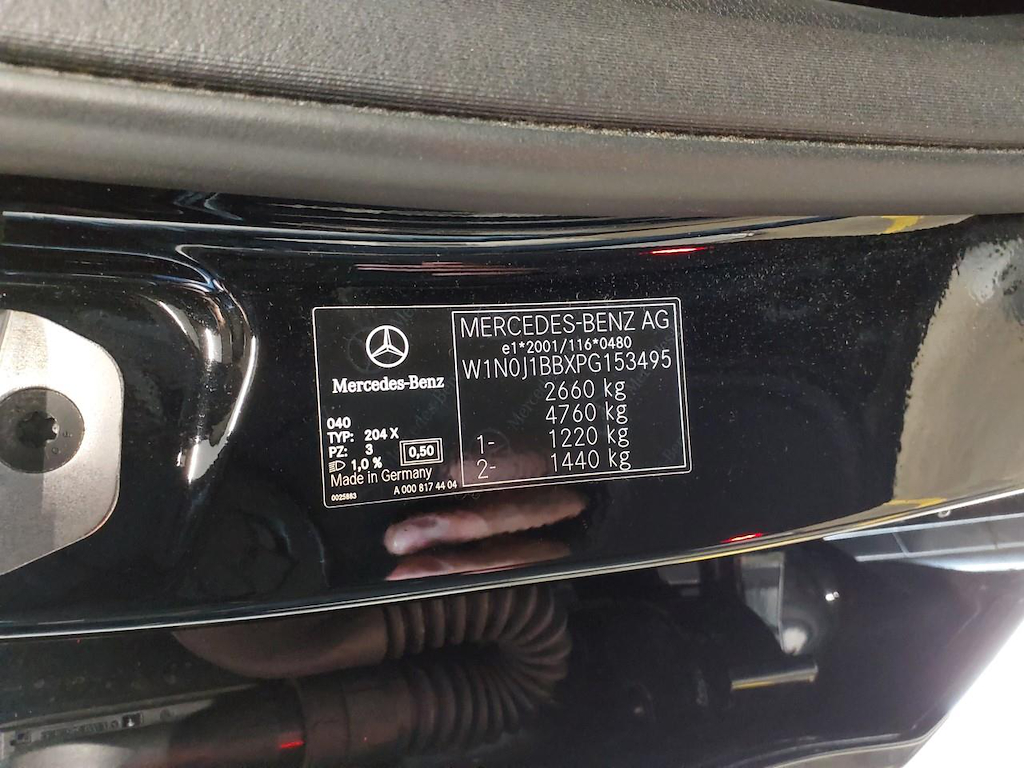 Mercedes-Benz
040
TYP: 204 X
PZ: 3
0,50
1,0 %
Made in Germany
0025883 A 000 817 44 04
MERCEDES-BENZ AG
e1*2001/116*0480
W1N0J1BBXPG153495
2660 kg
4760 kg
1- 1220 kg
2- 1440 kg